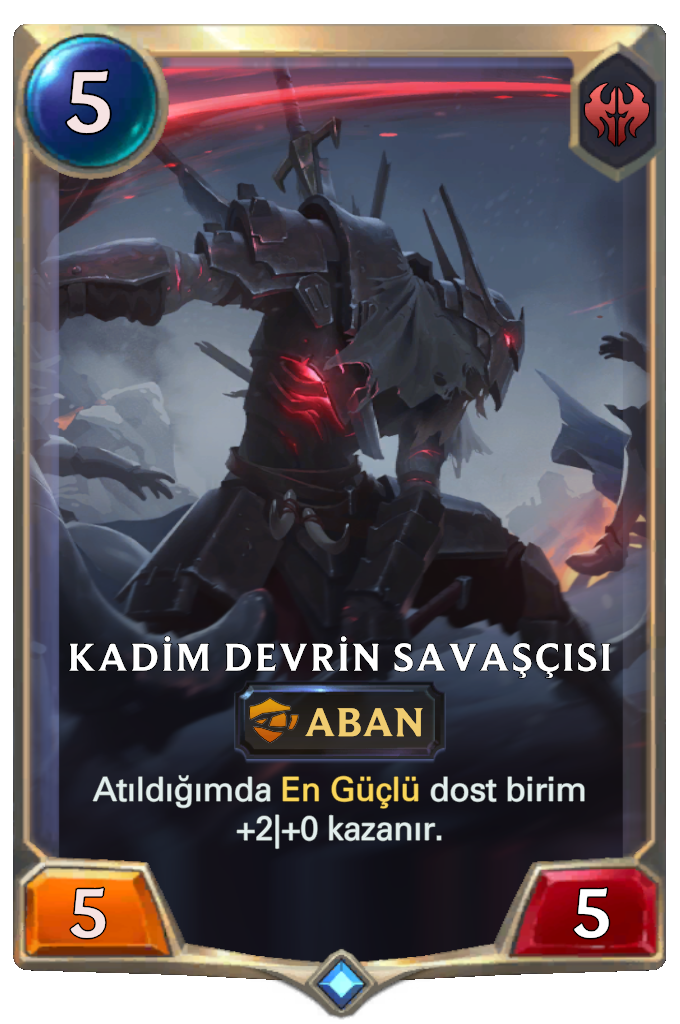 5
KADİM DEVRİN SAVAŞÇISI
ABAN
Atıldığımda En Güçlü dost birim
+2|+0 kazanır.
5
5